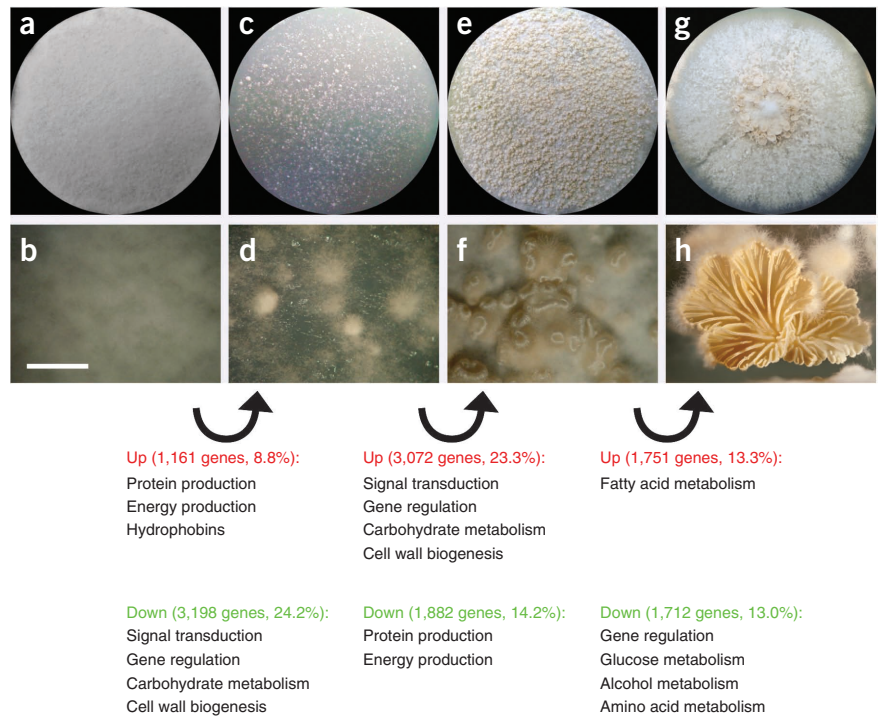 a
c
e
g
b
d
f
h
Up (1,161 genes, 8.8%):
Protein production
Energy production
Hydrophobins
Up (3,072 genes, 23.3%):
Signal transduction
Gene regulation
Carbohydrate metabolism
Cell wall biogenesis
Up (1,751 genes, 13.3%):
Fatty acid metabolism
Down (3,198 genes, 24.2%):
Signal transduction
Gene regulation
Carbohydrate metabolism
Cell wall biogenesis
Down (1,882 genes, 14.2%):
Protein production
Energy production
Down (1,712 genes, 13.0%):
Gene regulation
Glucose metabolism
Alcohol metabolism
Amino acid metabolism